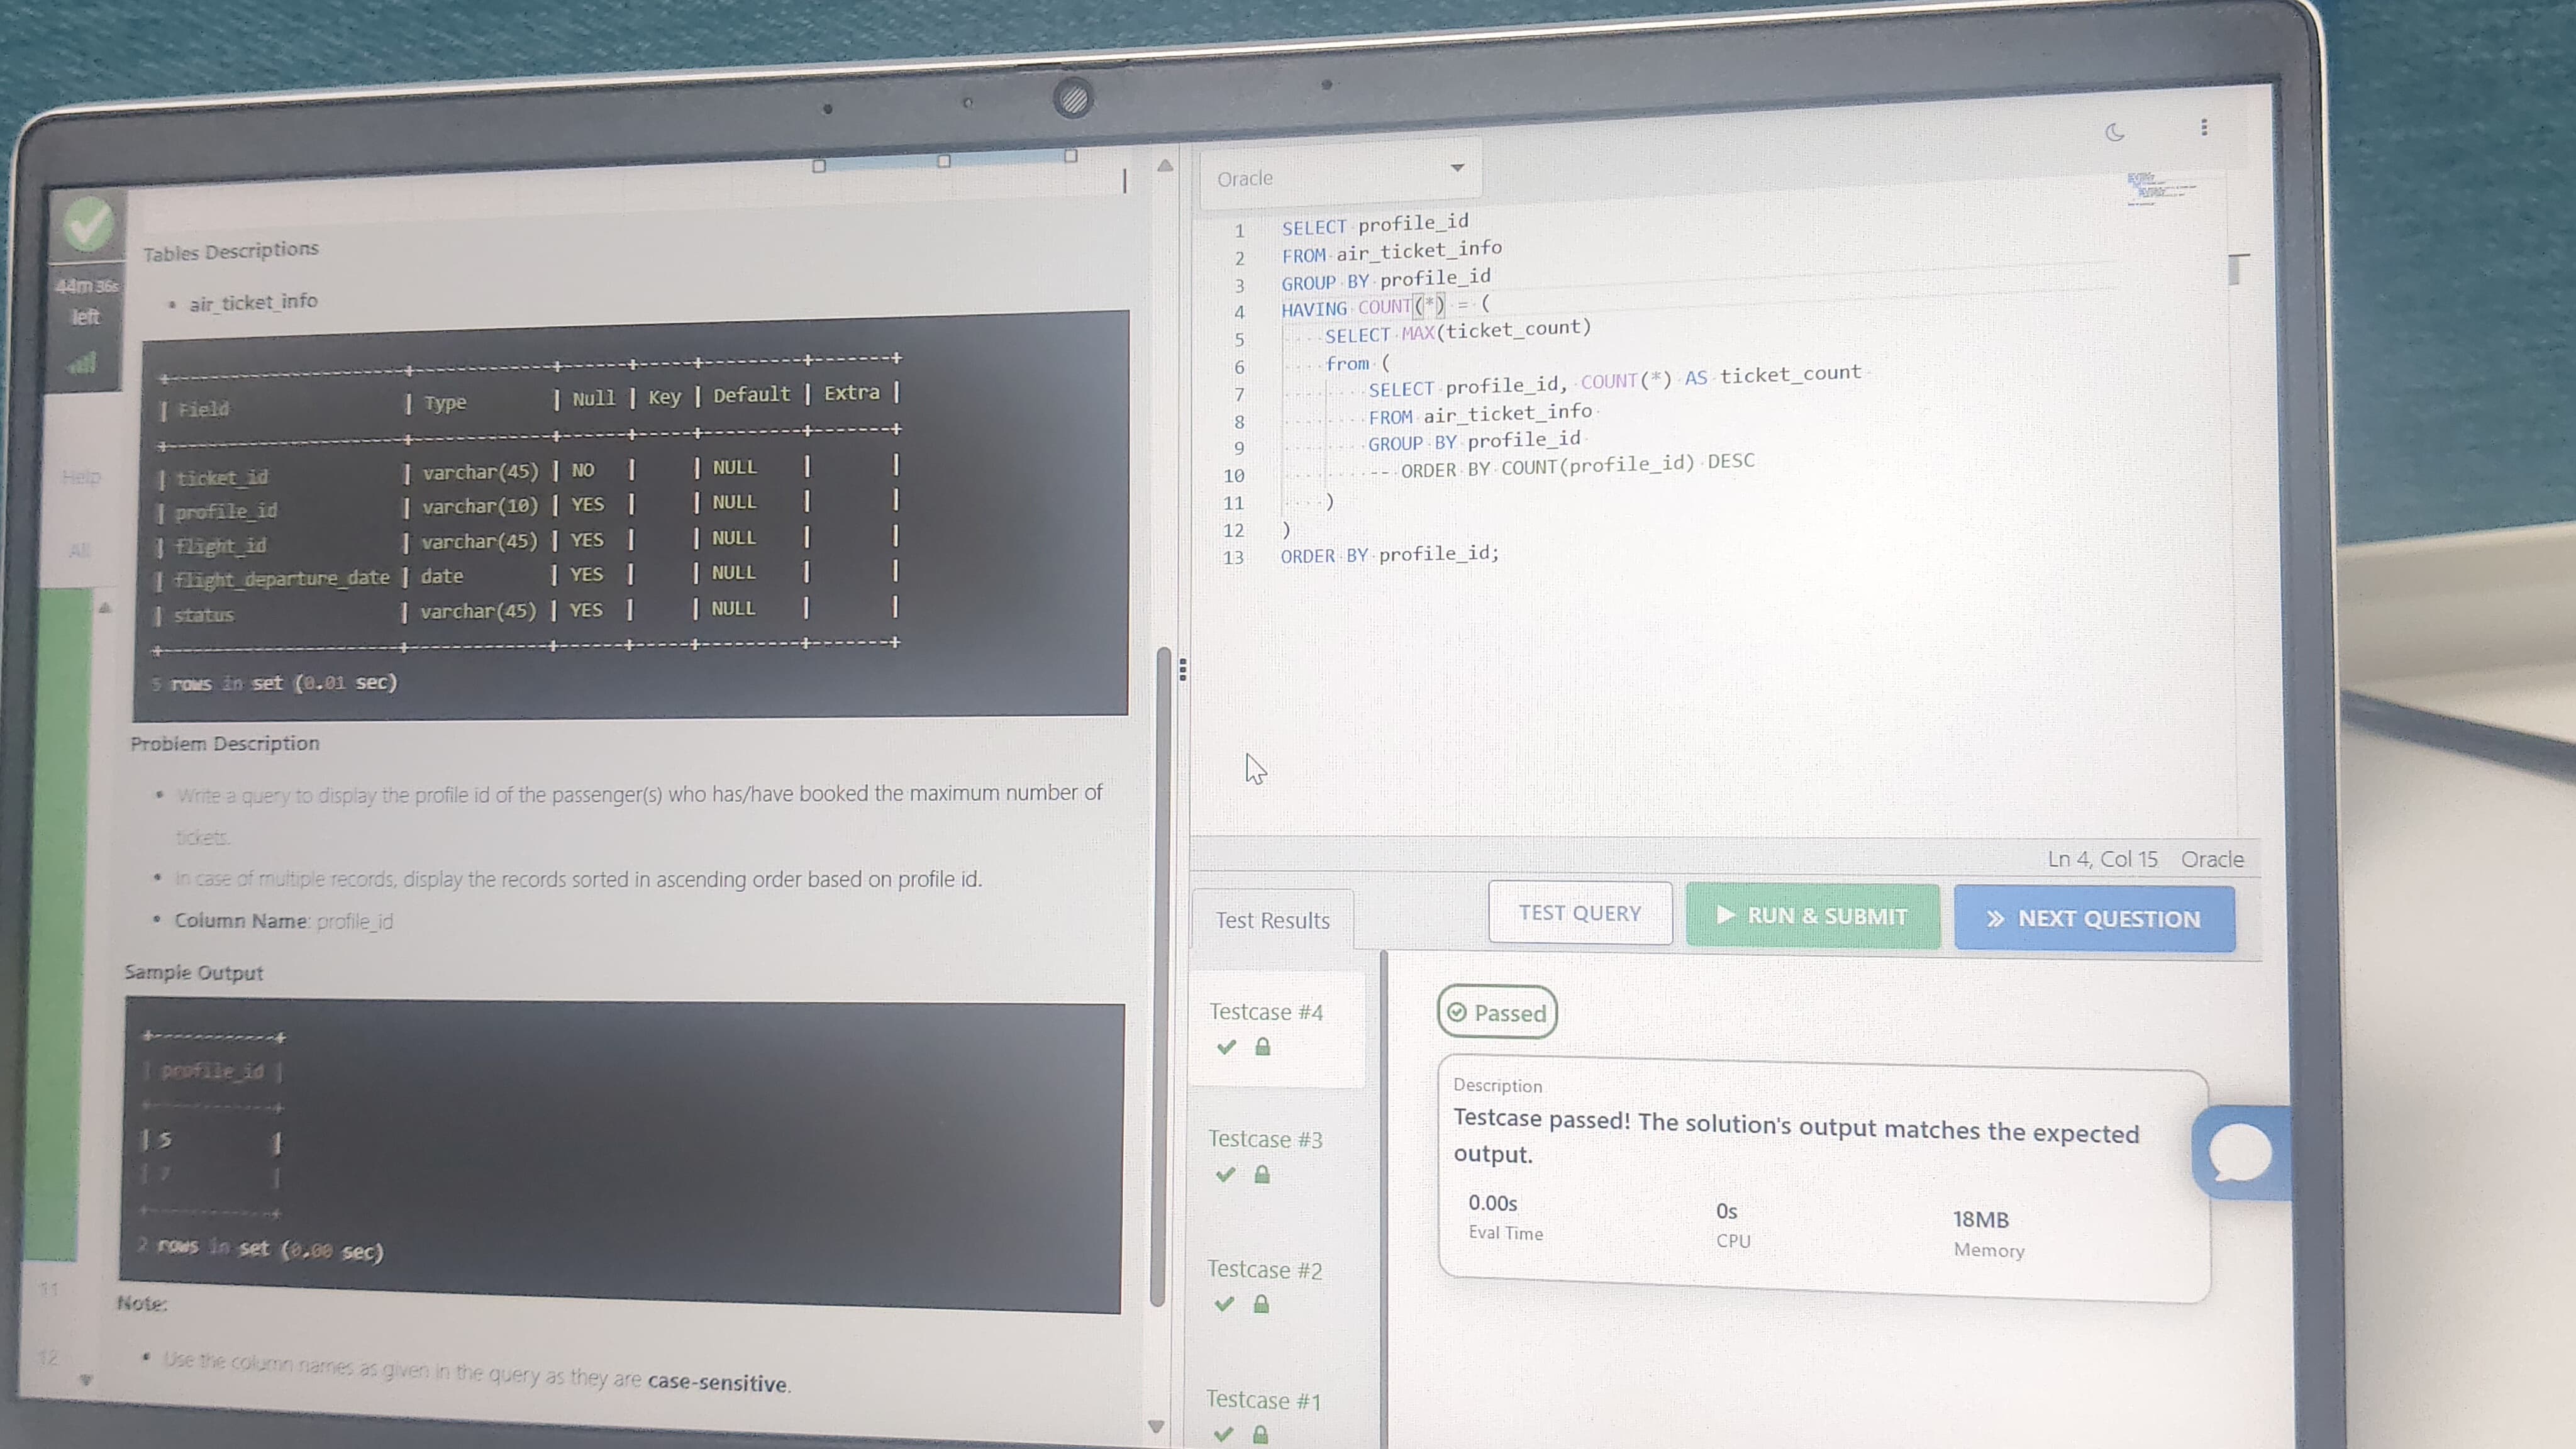 44m 36s
left
Help
All
11
12
Tables Descriptions
• air_ticket_info
+-----------------------+-------------+------+-----+---------+-------+
| Field | Type | Null | Key | Default | Extra |
+-----------------------+-------------+------+-----+---------+-------+
| ticket_id | varchar(45) | NO | | NULL | |
| profile_id | varchar(10) | YES | | NULL | |
| flight_id | varchar(45) | YES | | NULL | |
| flight_departure_date | date | YES | | NULL | |
| status | varchar(45) | YES | | NULL | |
+-----------------------+-------------+------+-----+---------+-------+
5 rows in set (0.01 sec)
Problem Description
• Write a query to display the profile id of the passenger(s) who has/have booked the maximum number of
tickets.
• In case of multiple records, display the records sorted in ascending order based on profile id.
• Column Name: profile_id
Sample Output
+------------+
| profile_id |
+------------+
| 5 |
| 7 |
+------------+
2 rows in set (0.00 sec)
Note:
• Use the column names as given in the query as they are case-sensitive.
Oracle
1 SELECT profile_id
2 FROM air_ticket_info
3 GROUP BY profile_id
4 HAVING COUNT(*) = (
5 SELECT MAX(ticket_count)
6 from (
7 SELECT profile_id, COUNT(*) AS ticket_count
8 FROM air_ticket_info
9 GROUP BY profile_id
10 -- ORDER BY COUNT(profile_id) DESC
11 )
12 )
13 ORDER BY profile_id;
Ln 4, Col 15 Oracle
Test Results
TEST QUERY
RUN & SUBMIT
NEXT QUESTION
Testcase #4
Testcase #3
Testcase #2
Testcase #1
Passed
Description
Testcase passed! The solution's output matches the expected
output.
0.00s
Eval Time
0s
CPU
18MB
Memory